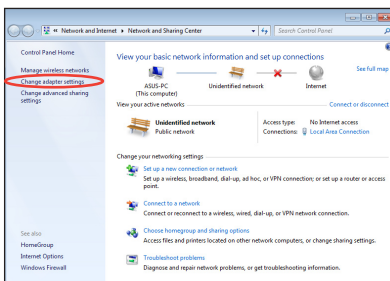 « Network and Internet ▸ Network and Sharing Center
Search Control Panel
Control Panel Home
Manage wireless networks
Change adapter settings
Change advanced sharing
settings
View your basic network information and set up connections
See full map
ASUS-PC
(This computer)
Unidentified network
Internet
View your active networks
Connect or disconnect
Unidentified network
Public network
Access type: No Internet access
Connections: Local Area Connection
Change your networking settings
Set up a new connection or network
Set up a wireless, broadband, dial-up, ad hoc, or VPN connection; or set up a router or access
point.
Connect to a network
Connect or reconnect to a wireless, wired, dial-up, or VPN network connection.
Choose homegroup and sharing options
Access files and printers located on other network computers, or change sharing settings.
Troubleshoot problems
Diagnose and repair network problems, or get troubleshooting information.
See also
HomeGroup
Internet Options
Windows Firewall